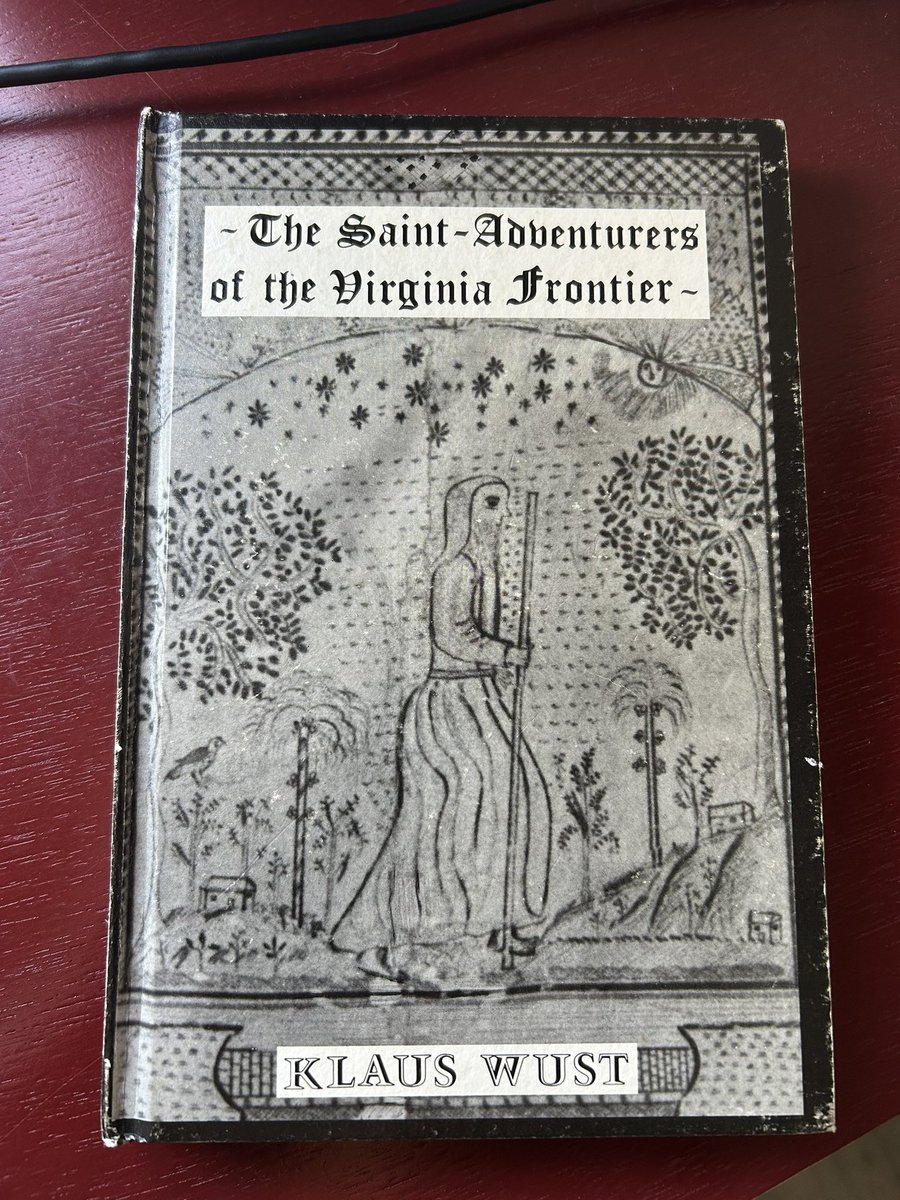 ~The Saint-Adventurers
of the Virginia Frontier~
KLAUS WUST